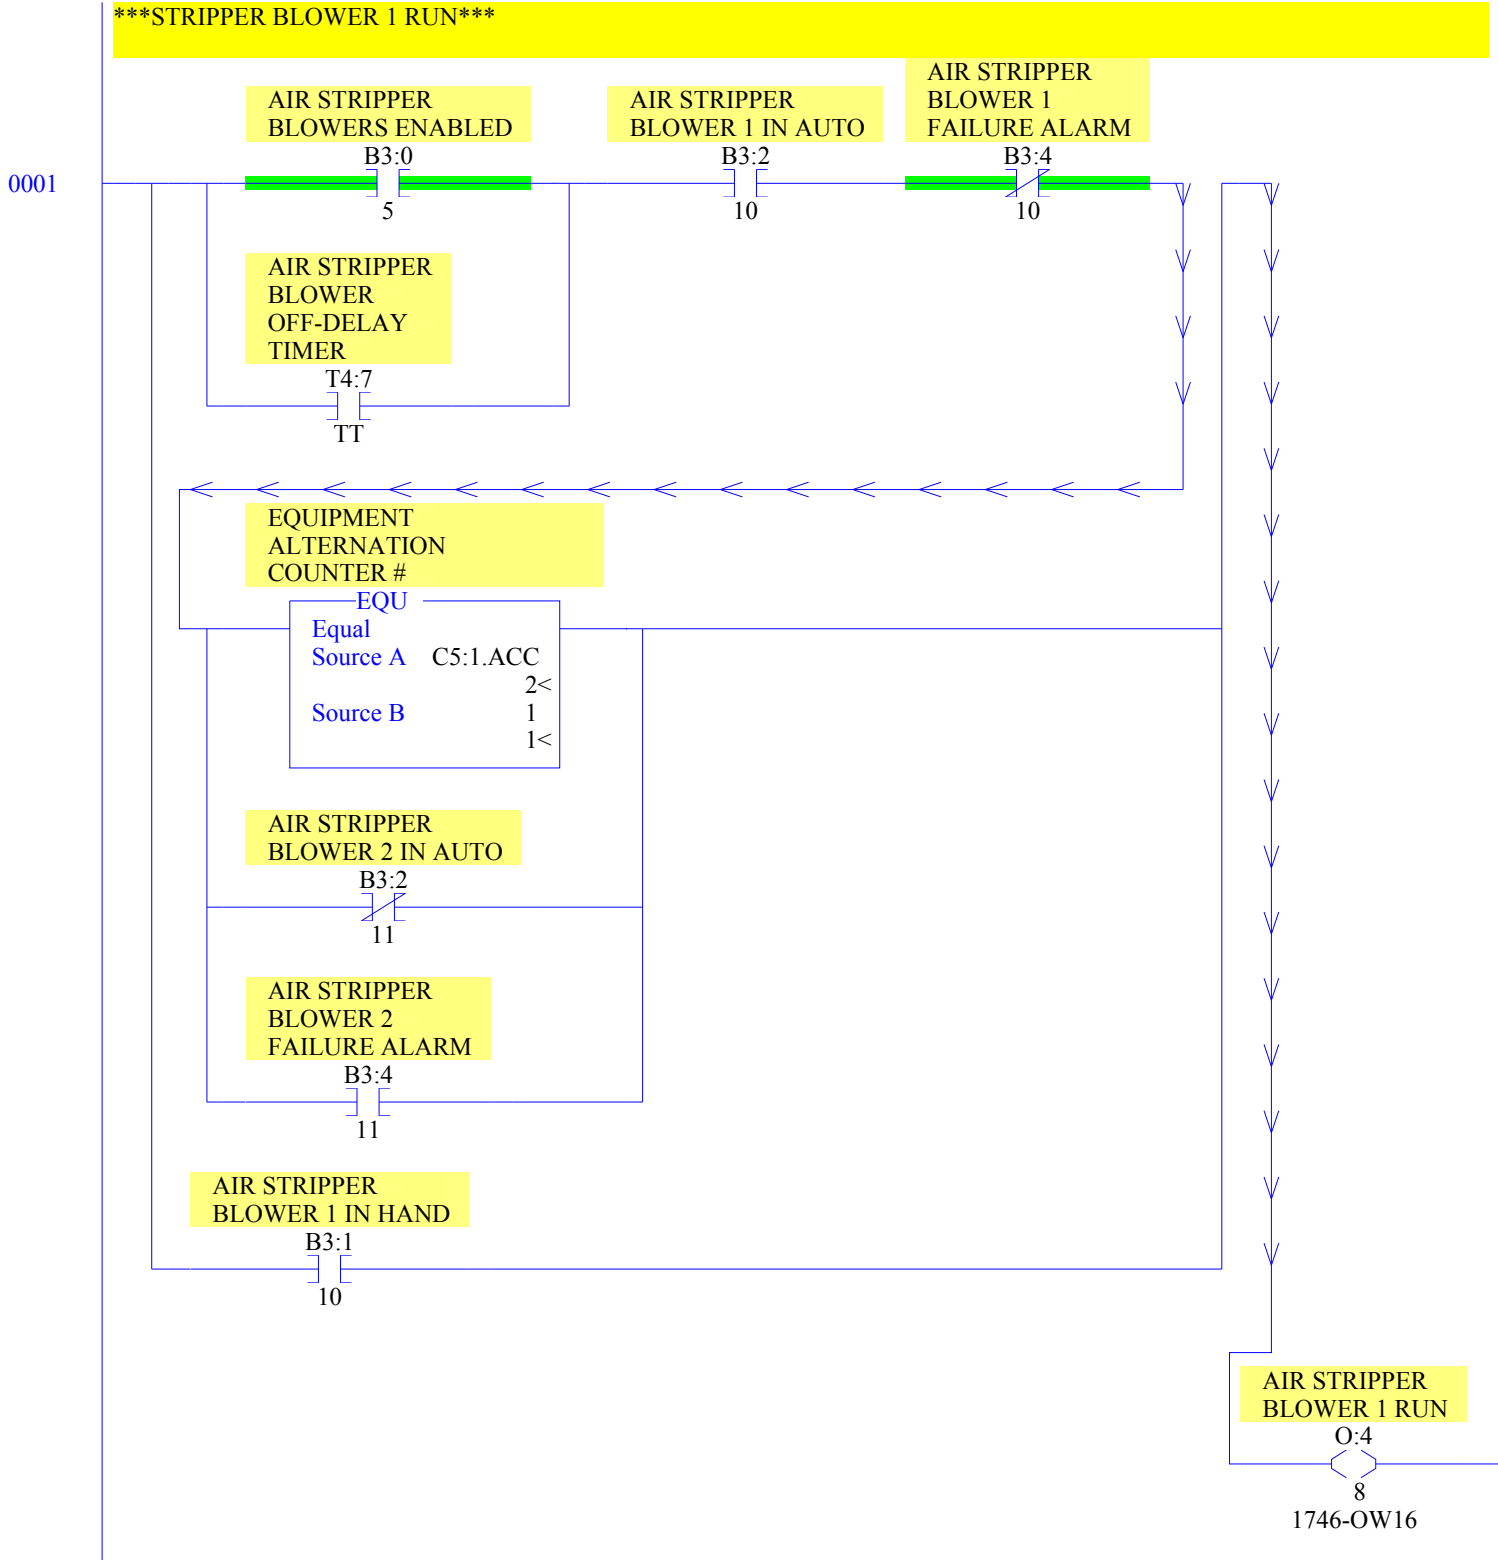 ***STRIPPER BLOWER 1 RUN***
AIR STRIPPER
BLOWERS ENABLED
B3:0
5
AIR STRIPPER
BLOWER 1 IN AUTO
B3:2
10
AIR STRIPPER
BLOWER 1
FAILURE ALARM
B3:4
10
0001
AIR STRIPPER
BLOWER
OFF-DELAY
TIMER
T4:7
TT
EQUIPMENT
ALTERNATION
COUNTER #
EQU
Equal
Source A C5:1.ACC
2<
Source B 1
1<
AIR STRIPPER
BLOWER 2 IN AUTO
B3:2
11
AIR STRIPPER
BLOWER 2
FAILURE ALARM
B3:4
11
AIR STRIPPER
BLOWER 1 IN HAND
B3:1
10
AIR STRIPPER
BLOWER 1 RUN
O:4
8
1746-OW16